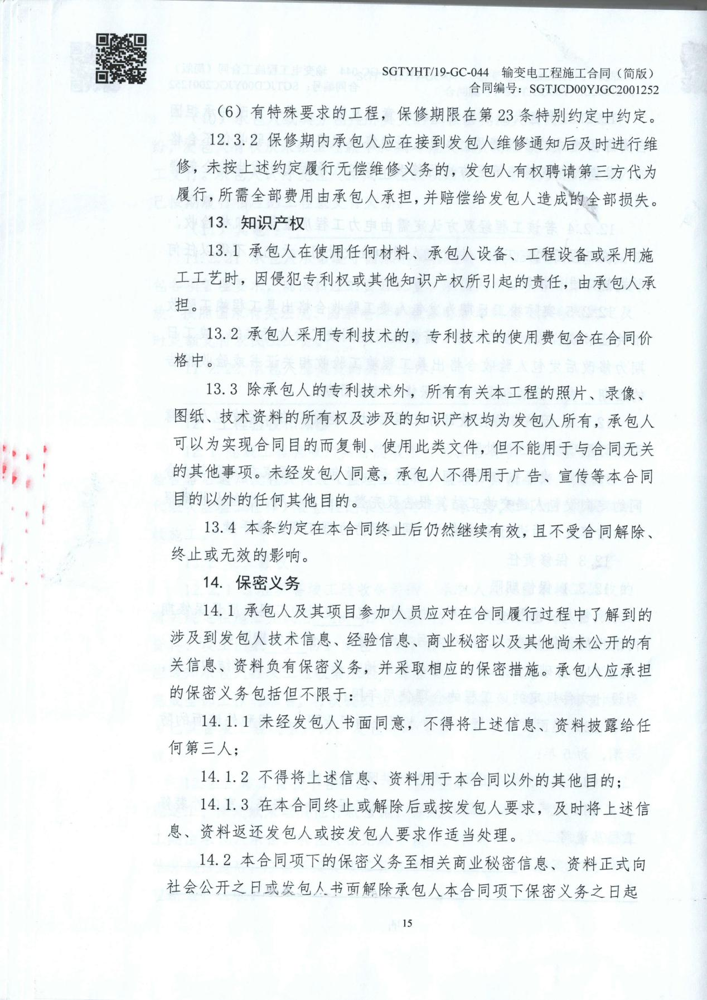 SGTYHT/19-GC-044 输变电工程施工合同（简版）
合同编号：SGTJCD00YJGC2001252
（6）有特殊要求的工程，保修期限在第 23 条特别约定中约定。
12.3.2 保修期内承包人应在接到发包人维修通知后及时进行维
修，未按上述约定履行无偿维修义务的，发包人有权聘请第三方代为
履行，所需全部费用由承包人承担，并赔偿给发包人造成的全部损失。
13. 知识产权
13.1 承包人在使用任何材料、承包人设备、工程设备或采用施
工工艺时，因侵犯专利权或其他知识产权所引起的责任，由承包人承
担。
13.2 承包人采用专利技术的，专利技术的使用费包含在合同价
格中。
13.3 除承包人的专利技术外，所有有关本工程的照片、录像、
图纸、技术资料的所有权及涉及的知识产权均为发包人所有，承包人
可以为实现合同目的而复制、使用此类文件，但不能用于与合同无关
的其他事项。未经发包人同意，承包人不得用于广告、宣传等本合同
目的以外的任何其他目的。
13.4 本条约定在本合同终止后仍然继续有效，且不受合同解除、
终止或无效的影响。
14. 保密义务
14.1 承包人及其项目参加人员应对在合同履行过程中了解到的
涉及到发包人技术信息、经验信息、商业秘密以及其他尚未公开的有
关信息、资料负有保密义务，并采取相应的保密措施。承包人应承担
的保密义务包括但不限于：
14.1.1 未经发包人书面同意，不得将上述信息、资料披露给任
何第三人；
14.1.2 不得将上述信息、资料用于本合同以外的其他目的；
14.1.3 在本合同终止或解除后或按发包人要求，及时将上述信
息、资料返还发包人或按发包人要求作适当处理。
14.2 本合同项下的保密义务至相关商业秘密信息、资料正式向
社会公开之日或发包人书面解除承包人本合同项下保密义务之日起
15